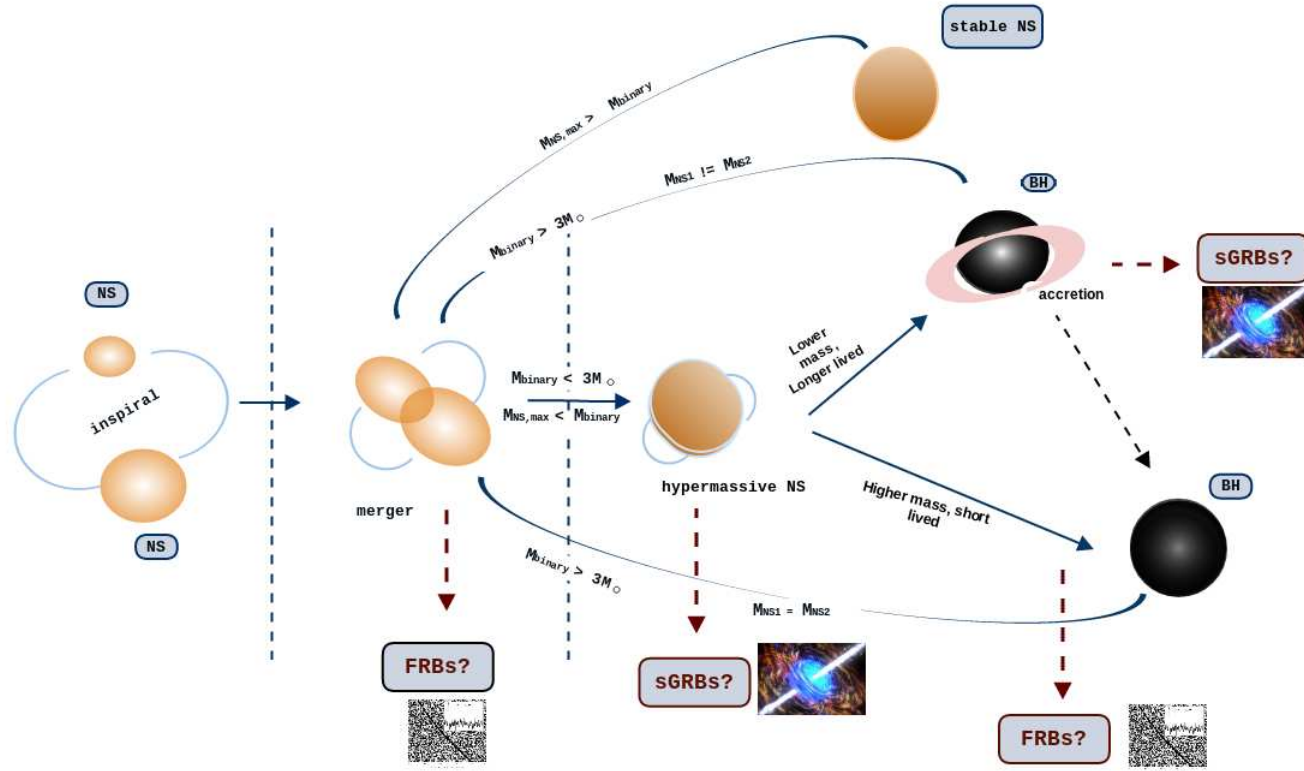 stable NS
MNS,max > Mbinary
MNS1 != MNS2
BH
Mbinary > 3M○
sGRBs?
NS
accretion
inspiral
Lower
mass,
Longer lived
Mbinary < 3M○
MNS,max < Mbinary
hypermassive NS
BH
merger
Higher mass, short
lived
NS
Mbinary > 3M○
MNS1 = MNS2
FRBs?
sGRBs?
FRBs?